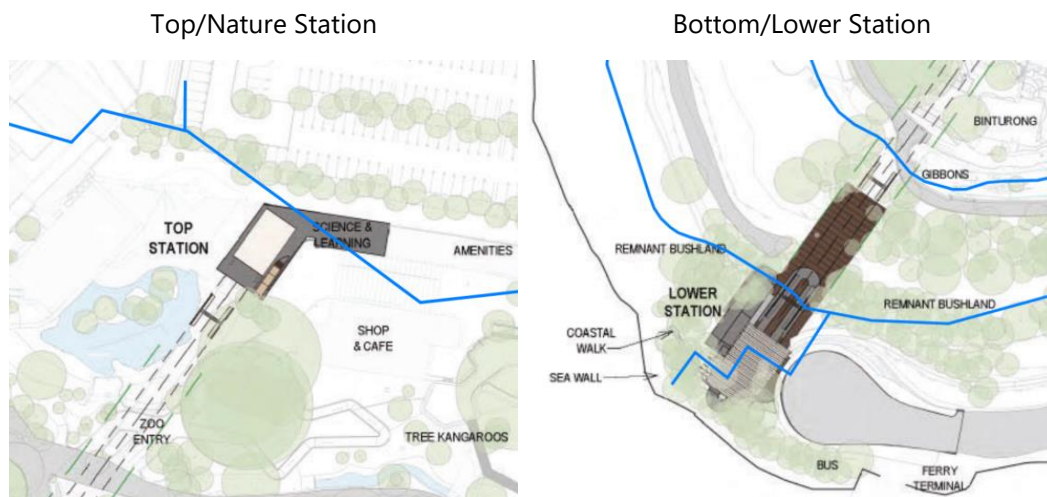 Top/Nature Station
Bottom/Lower Station
TOP
STATION
SCIENCE &
LEARNING
AMENITIES
SHOP
& CAFE
ZOO
ENTRY
TREE KANGAROOS
BINTURONG
GIBBONS
REMNANT BUSHLAND
LOWER
STATION
REMNANT BUSHLAND
COASTAL
WALK
SEA WALL
BUS
FERRY
TERMINAL